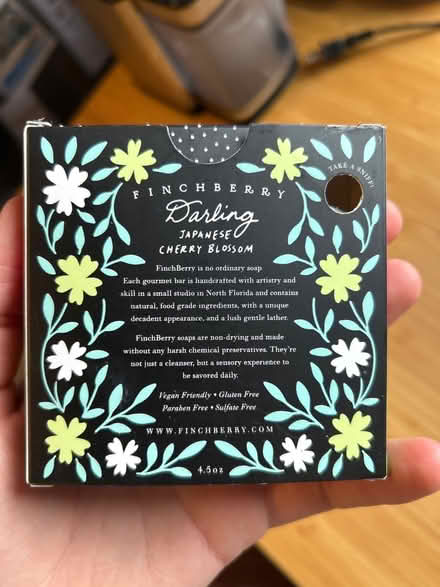 TAKE A SNIFF!
FINCHBERRY
Darling
JAPANESE
CHERRY BLOSSOM
FinchBerry is no ordinary soap
Each gourmet bar is handcrafted with artistry and
skill in a small studio in North Florida and contains
natural, food grade ingredients, with a unique
decadent appearance, and a lush gentle lather.
FinchBerry soaps are non-drying and made
without any harsh chemical preservatives. They're
not just a cleanser, but a sensory experience to
be savored daily.
Vegan Friendly • Gluten Free
Paraben Free • Sulfate Free
WWW.FINCHBERRY.COM
4.5oz